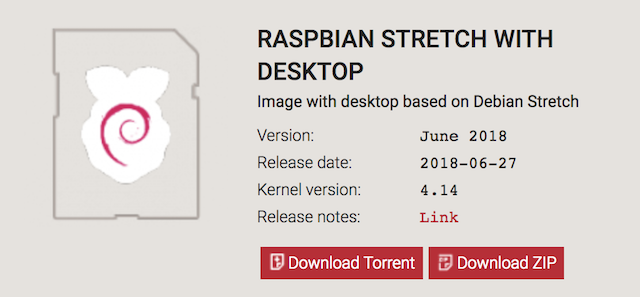 RASPBIAN STRETCH WITH
DESKTOP
Image with desktop based on Debian Stretch
Version: June 2018
Release date: 2018-06-27
Kernel version: 4.14
Release notes: Link
Download Torrent Download ZIP